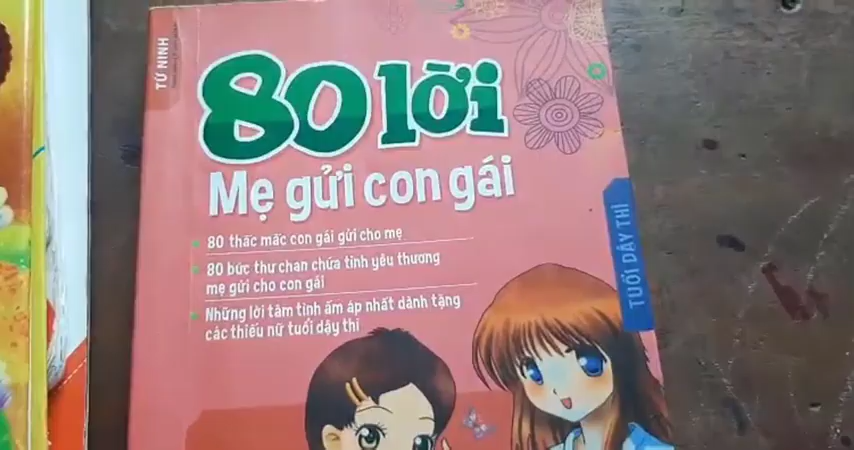 TỪ NINH
80 lời
Mẹ gửi con gái
80 thắc mắc con gái gửi cho mẹ
80 bức thư chan chứa tình yêu thương
mẹ gửi cho con gái
Những lời tâm tình ấm áp nhất dành tặng
các thiếu nữ tuổi dậy thì
TUỔI DẬY THÌ